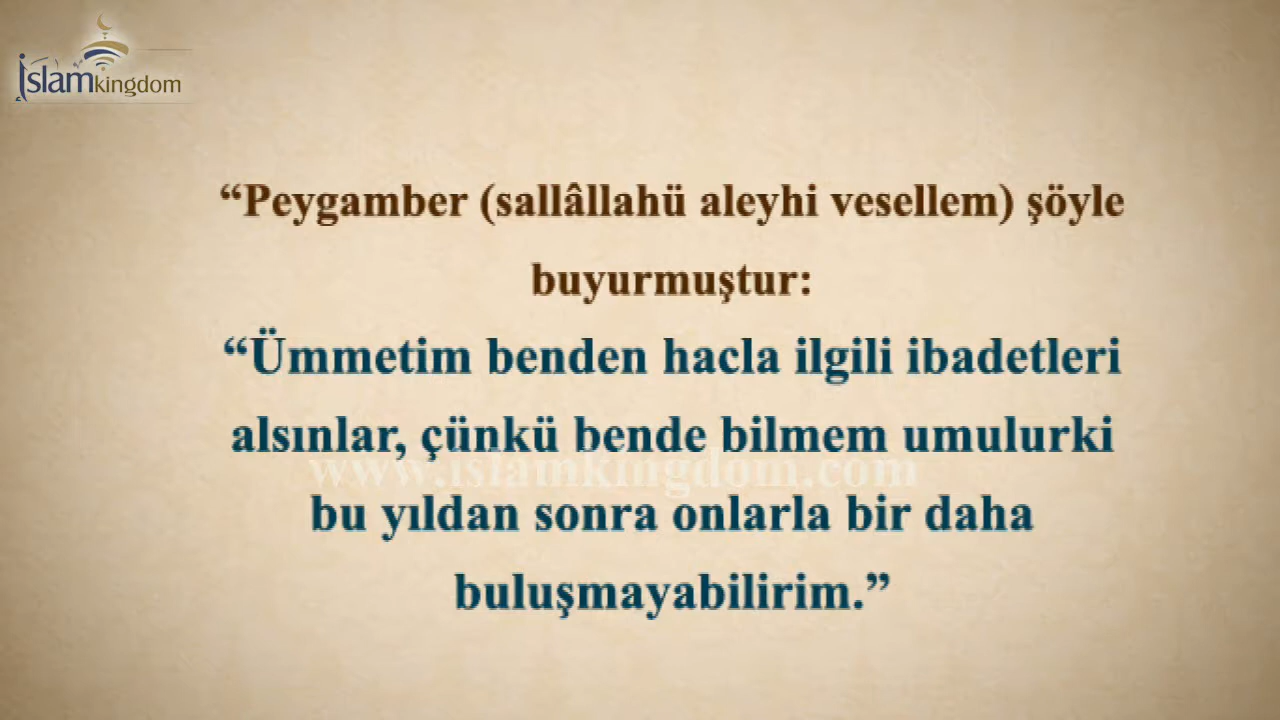 islamkingdom
“Peygamber (sallâllahü aleyhi vesellem) şöyle
buyurmuştur:
“Ümmetim benden hacla ilgili ibadetleri
alsınlar, çünkü bende bilmem umulurki
www.islamkingdom.com
bu yıldan sonra onlarla bir daha
buluşmayabilirim.”